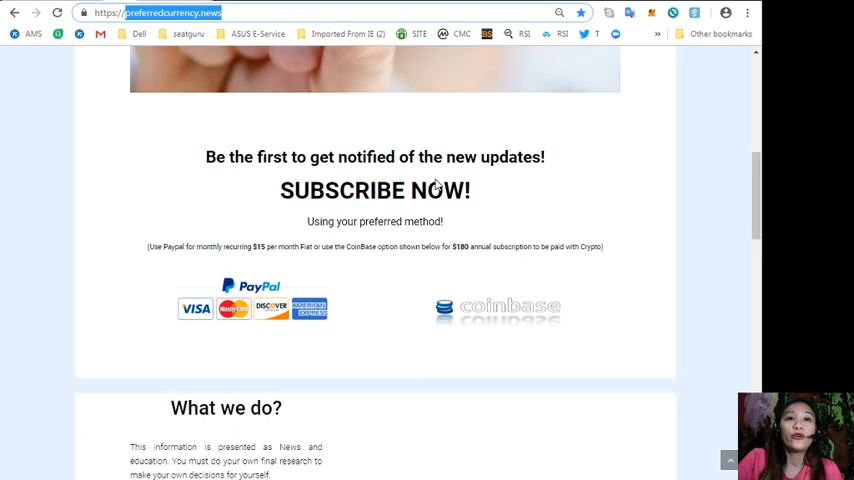 https://preferredcurrency.news
AMS
Dell
seatguru
ASUS E-Service
Imported From IE (2)
SITE
CMC
BS
RSI
RSI
T
»
Other bookmarks
Be the first to get notified of the new updates!
SUBSCRIBE NOW!
Using your preferred method!
(Use Paypal for monthly recurring $15 per month Fiat or use the CoinBase option shown below for $180 annual subscription to be paid with Crypto)
PayPal
VISA MasterCard DISCOVER AMERICAN EXPRESS
coinbase
What we do?
This information is presented as News and
education. You must do your own final research to
make your own decisions for yourself.